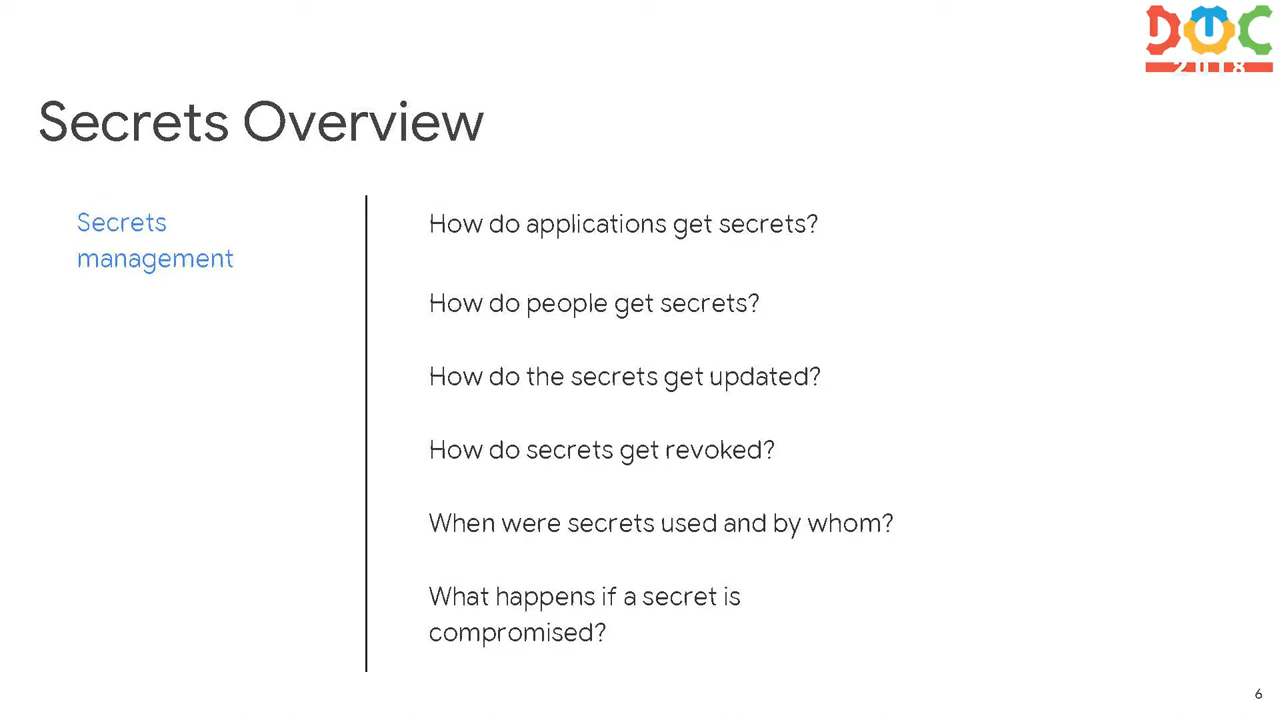 DUC
2018
Secrets Overview
Secrets
management
How do applications get secrets?
How do people get secrets?
How do the secrets get updated?
How do secrets get revoked?
When were secrets used and by whom?
What happens if a secret is
compromised?
6